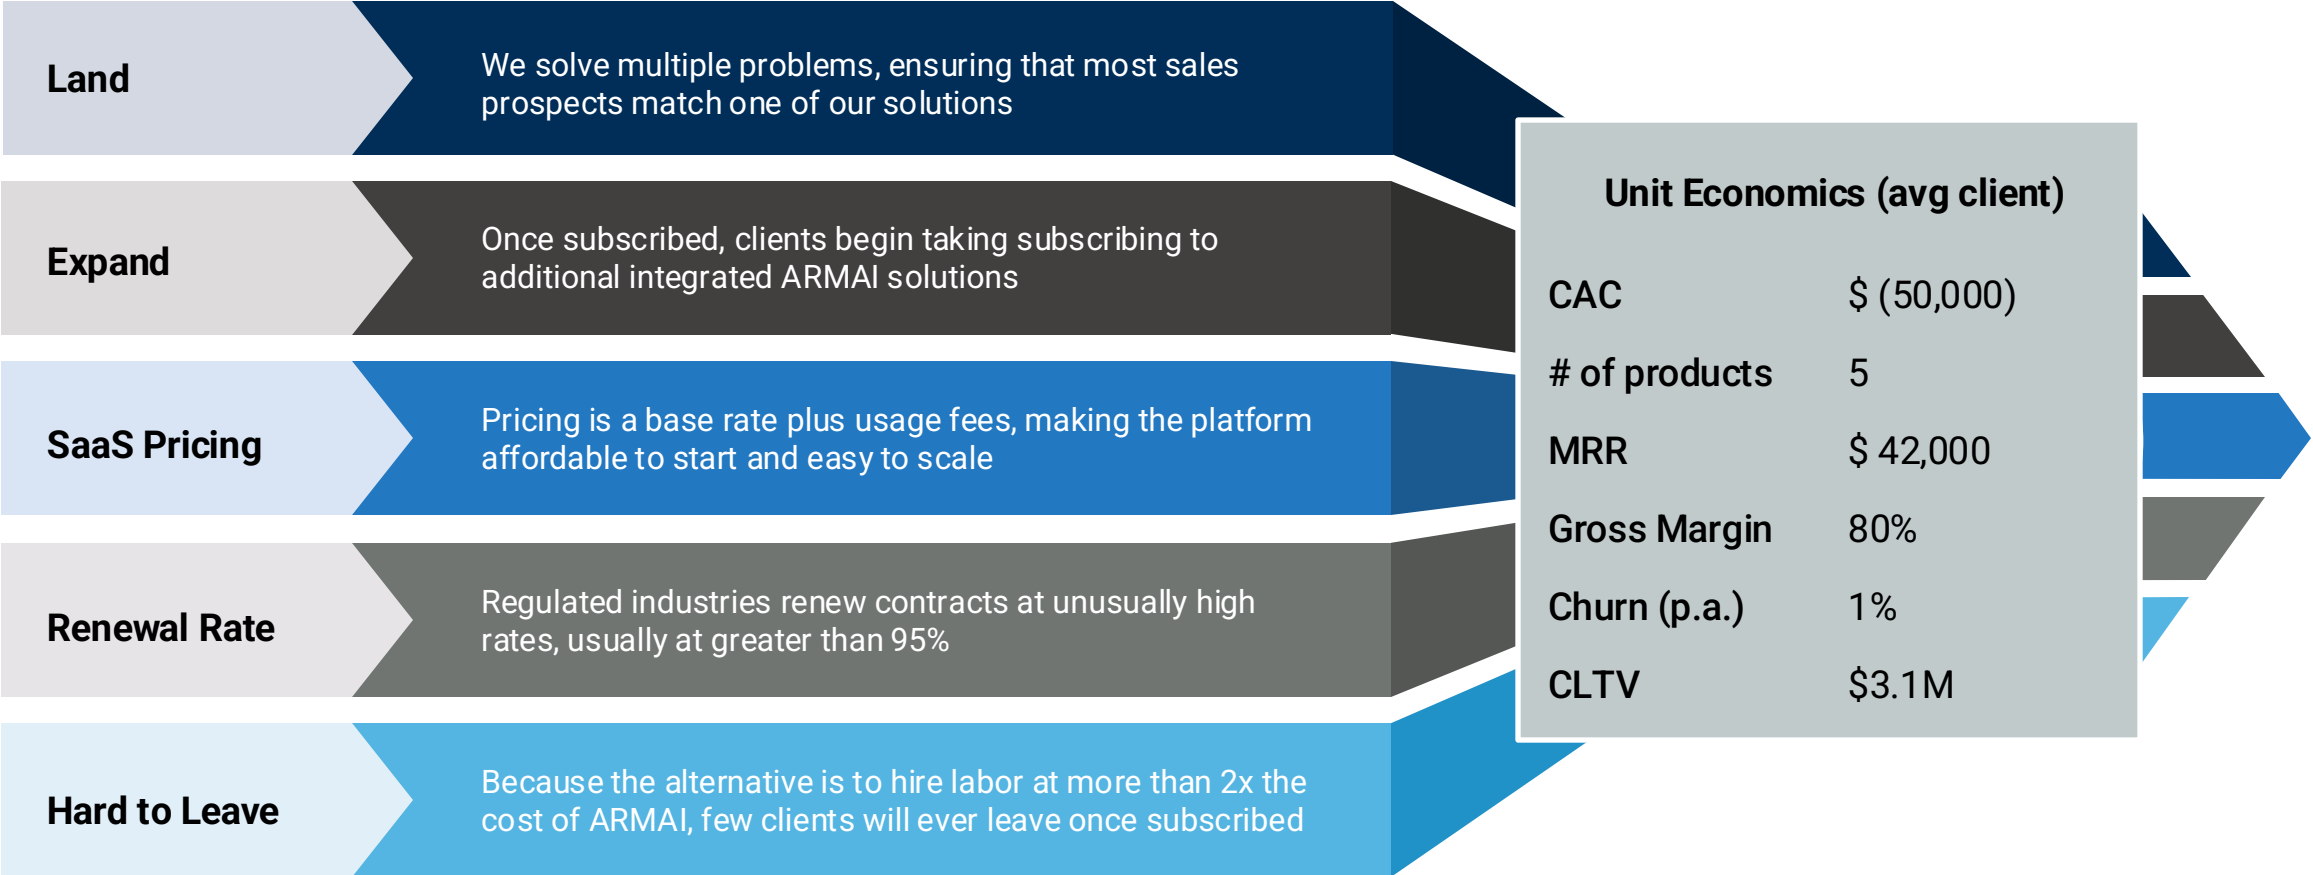 Land
We solve multiple problems, ensuring that most sales
prospects match one of our solutions
Expand
Once subscribed, clients begin taking subscribing to
additional integrated ARMAI solutions
SaaS Pricing
Pricing is a base rate plus usage fees, making the platform
affordable to start and easy to scale
Renewal Rate
Regulated industries renew contracts at unusually high
rates, usually at greater than 95%
Hard to Leave
Because the alternative is to hire labor at more than 2x the
cost of ARMAI, few clients will ever leave once subscribed
Unit Economics (avg client)
CAC $ (50,000)
# of products 5
MRR $ 42,000
Gross Margin 80%
Churn (p.a.) 1%
CLTV $3.1M